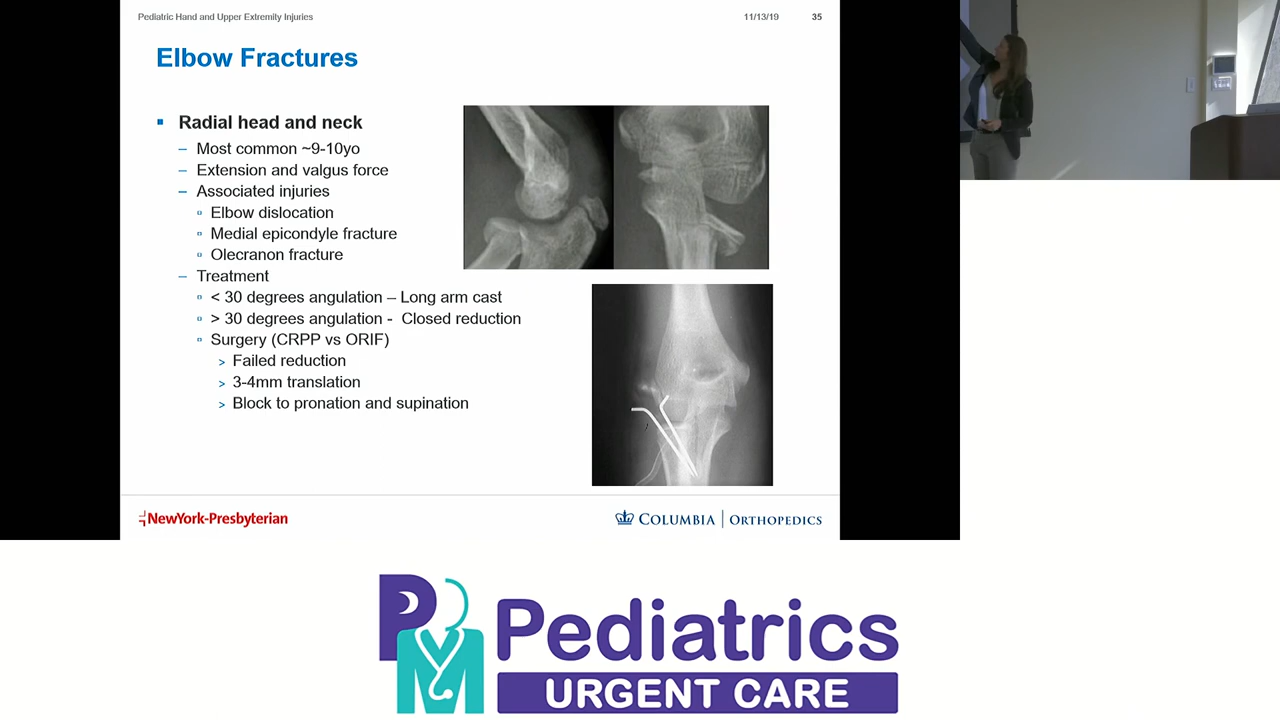 Pediatric Hand and Upper Extremity Injuries 11/13/19 35
Elbow Fractures
Radial head and neck
– Most common ~9-10yo
– Extension and valgus force
– Associated injuries
Elbow dislocation
Medial epicondyle fracture
Olecranon fracture
– Treatment
< 30 degrees angulation – Long arm cast
> 30 degrees angulation - Closed reduction
Surgery (CRPP vs ORIF)
> Failed reduction
> 3-4mm translation
> Block to pronation and supination
NewYork-Presbyterian
COLUMBIA | ORTHOPEDICS
PM Pediatrics
URGENT CARE